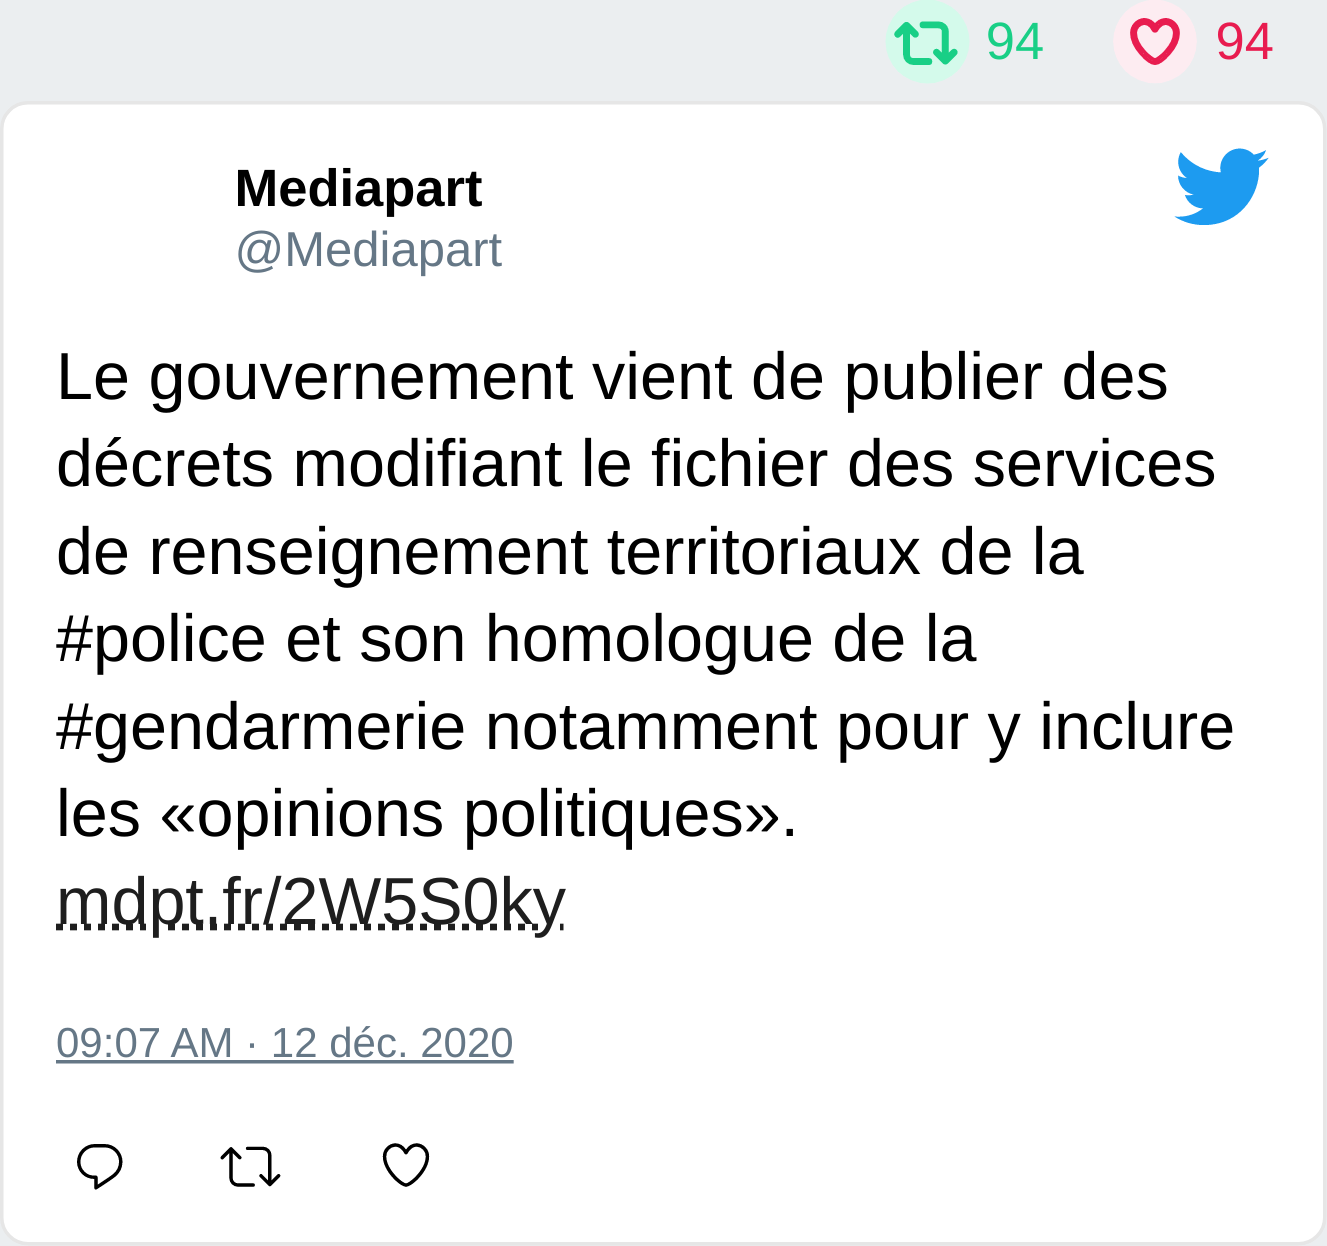 94 94
Mediapart
@Mediapart
Le gouvernement vient de publier des
décrets modifiant le fichier des services
de renseignement territoriaux de la
#police et son homologue de la
#gendarmerie notamment pour y inclure
les «opinions politiques».
mdpt.fr/2W5S0ky
09:07 AM · 12 déc. 2020